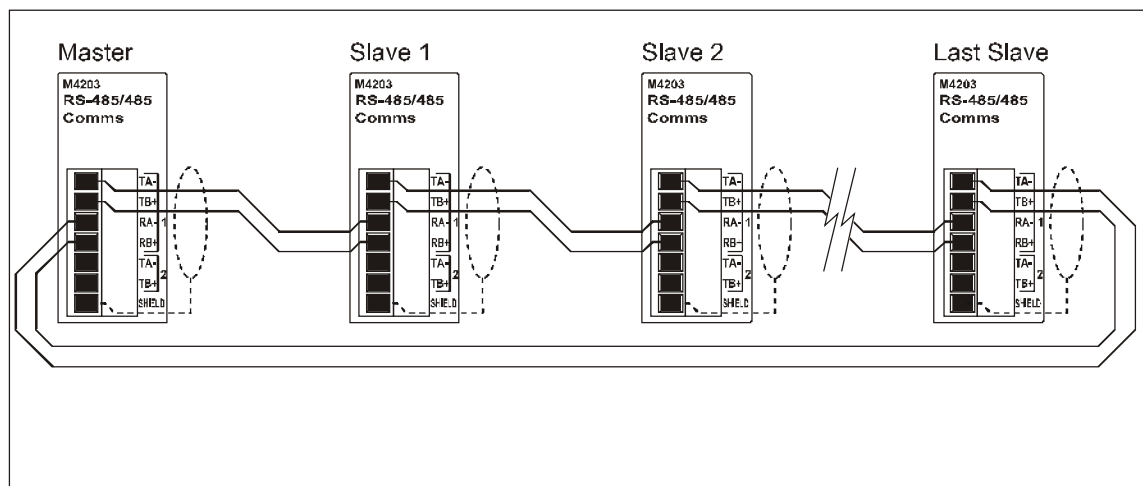 Master
M4203
RS-485/485
Comms
TA-
TB+
RA-
1
RB+
TA-
2
TB+
SHIELD
Slave 1
M4203
RS-485/485
Comms
TA-
TB+
RA-
1
RB+
TA-
2
TB+
SHIELD
Slave 2
M4203
RS-485/485
Comms
TA-
TB+
RA-
1
RB+
TA-
2
TB+
SHIELD
Last Slave
M4203
RS-485/485
Comms
TA-
TB+
RA-
1
RB+
TA-
2
TB+
SHIELD